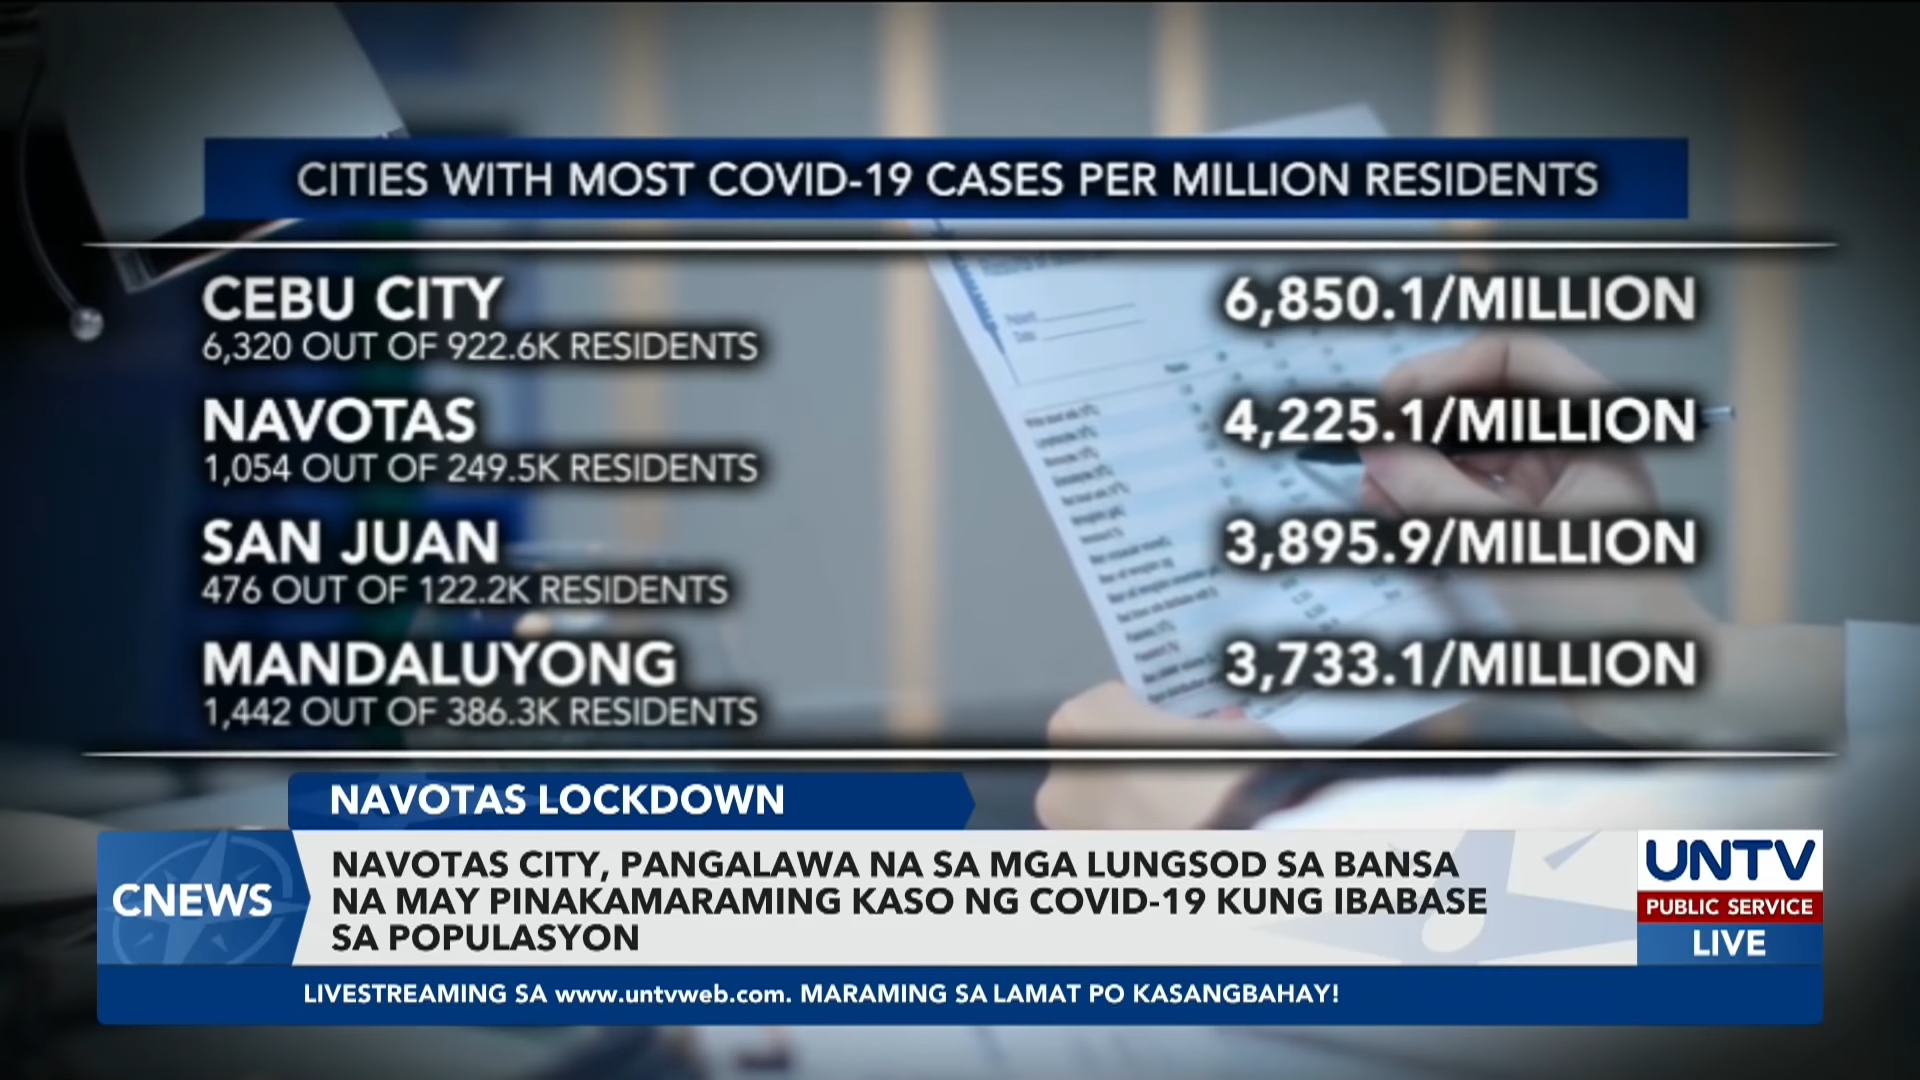 CITIES WITH MOST COVID-19 CASES PER MILLION RESIDENTS
CEBU CITY
6,850.1/MILLION
6,320 OUT OF 922.6K RESIDENTS
NAVOTAS
4,225.1/MILLION
1,054 OUT OF 249.5K RESIDENTS
SAN JUAN
3,895.9/MILLION
476 OUT OF 122.2K RESIDENTS
MANDALUYONG
3,733.1/MILLION
1,442 OUT OF 386.3K RESIDENTS
NAVOTAS LOCKDOWN
CNEWS
NAVOTAS CITY, PANGALAWA NA SA MGA LUNGSOD SA BANSA
NA MAY PINAKAMARAMING KASO NG COVID-19 KUNG IBABASE
SA POPULASYON
UNTV
PUBLIC SERVICE
LIVE
LIVESTREAMING SA www.untvweb.com. MARAMING SA LAMAT PO KASANGBAHAY!